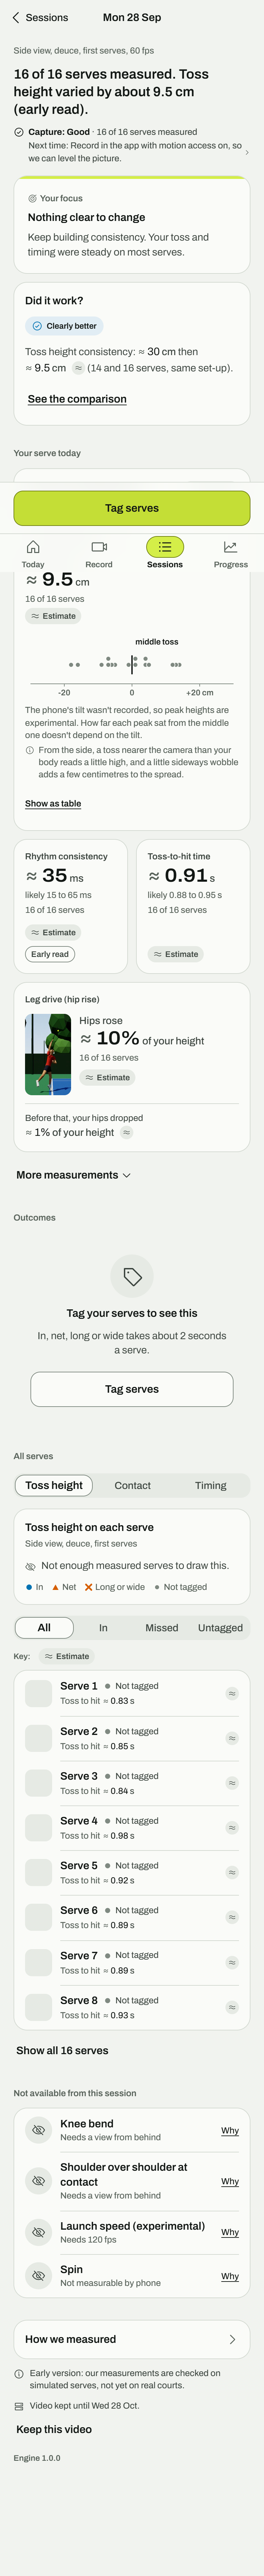 Sessions
Mon 28 Sep
Side view, deuce, first serves, 60 fps
16 of 16 serves measured. Toss
height varied by about 9.5 cm
(early read).
Capture: Good · 16 of 16 serves measured
Next time: Record in the app with motion access on, so
we can level the picture.
Your focus
Nothing clear to change
Keep building consistency. Your toss and
timing were steady on most serves.
Did it work?
Clearly better
Toss height consistency: ≈ 30 cm then
≈ 9.5 cm ≈ (14 and 16 serves, same set-up).
See the comparison
Your serve today
Tag serves
Today
Record
Sessions
Progress
≈ 9.5 cm
16 of 16 serves
≈ Estimate
middle toss
-20
0
+20 cm
The phone's tilt wasn't recorded, so peak heights are
experimental. How far each peak sat from the middle
one doesn't depend on the tilt.
From the side, a toss nearer the camera than your
body reads a little high, and a little sideways wobble
adds a few centimetres to the spread.
Show as table
Rhythm consistency
≈ 35 ms
likely 15 to 65 ms
16 of 16 serves
≈ Estimate
Early read
Toss-to-hit time
≈ 0.91 s
likely 0.88 to 0.95 s
16 of 16 serves
≈ Estimate
Leg drive (hip rise)
Hips rose
≈ 10% of your height
16 of 16 serves
≈ Estimate
Before that, your hips dropped
≈ 1% of your height ≈
More measurements
Outcomes
Tag your serves to see this
In, net, long or wide takes about 2 seconds
a serve.
Tag serves
All serves
Toss height
Contact
Timing
Toss height on each serve
Side view, deuce, first serves
Not enough measured serves to draw this.
In
Net
Long or wide
Not tagged
All
In
Missed
Untagged
Key: ≈ Estimate
Serve 1 Not tagged
Toss to hit ≈ 0.83 s ≈
Serve 2 Not tagged
Toss to hit ≈ 0.85 s ≈
Serve 3 Not tagged
Toss to hit ≈ 0.84 s ≈
Serve 4 Not tagged
Toss to hit ≈ 0.98 s ≈
Serve 5 Not tagged
Toss to hit ≈ 0.92 s ≈
Serve 6 Not tagged
Toss to hit ≈ 0.89 s ≈
Serve 7 Not tagged
Toss to hit ≈ 0.89 s ≈
Serve 8 Not tagged
Toss to hit ≈ 0.93 s ≈
Show all 16 serves
Not available from this session
Knee bend
Needs a view from behind
Why
Shoulder over shoulder at
contact
Needs a view from behind
Why
Launch speed (experimental)
Needs 120 fps
Why
Spin
Not measurable by phone
Why
How we measured
Early version: our measurements are checked on
simulated serves, not yet on real courts.
Video kept until Wed 28 Oct.
Keep this video
Engine 1.0.0